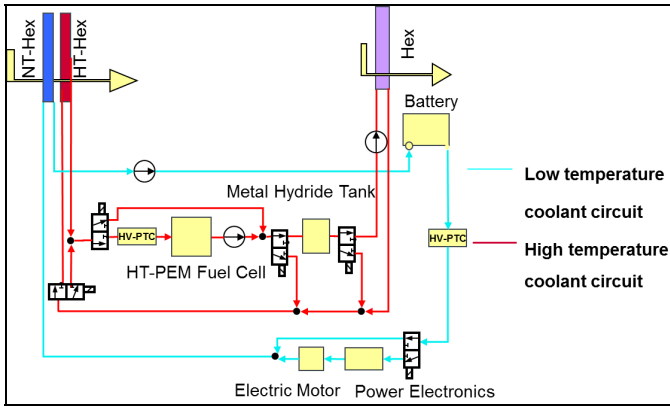 NT-Hex
HT-Hex
Hex
Battery
Low temperature
coolant circuit
Metal Hydride Tank
HV-PTC
HV-PTC
High temperature
coolant circuit
HT-PEM Fuel Cell
Electric Motor
Power Electronics